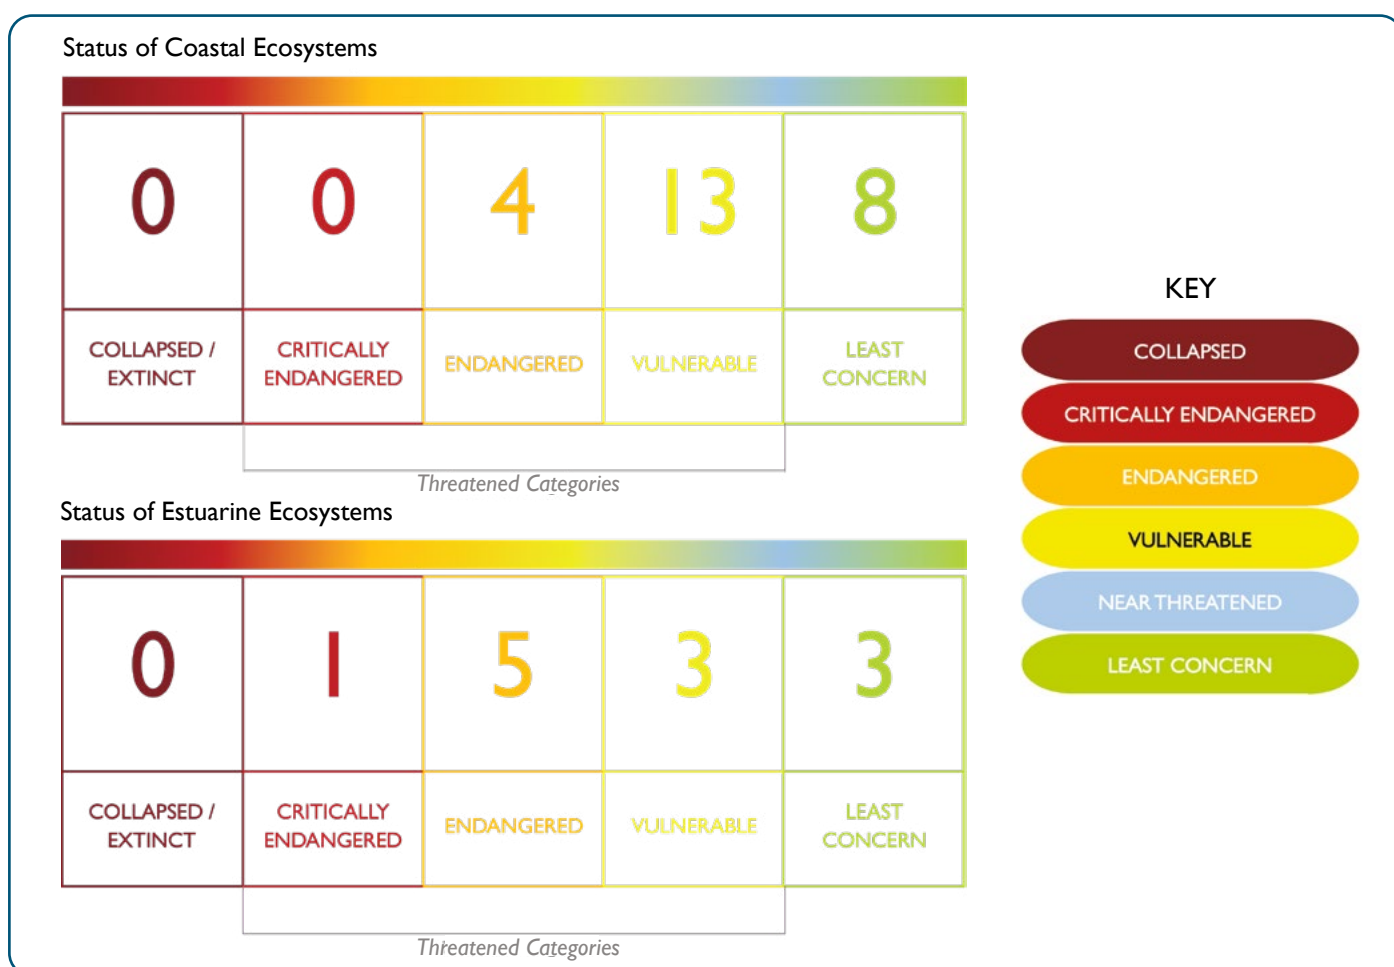 Status of Coastal Ecosystems
0 0 4 13 8
COLLAPSED / EXTINCT
CRITICALLY ENDANGERED
ENDANGERED
VULNERABLE
LEAST CONCERN
Threatened Categories
Status of Estuarine Ecosystems
0 1 5 3 3
COLLAPSED / EXTINCT
CRITICALLY ENDANGERED
ENDANGERED
VULNERABLE
LEAST CONCERN
Threatened Categories
KEY
COLLAPSED
CRITICALLY ENDANGERED
ENDANGERED
VULNERABLE
NEAR THREATENED
LEAST CONCERN